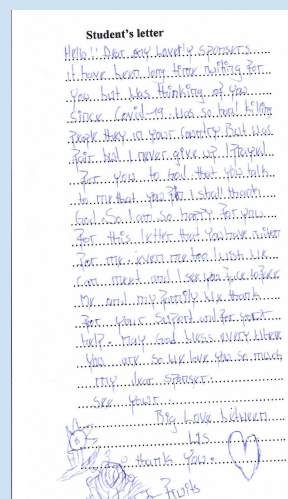 Student's letter
Hello!! Dear my Lovely sponsers
it have been long time writing for
you but was thinking of you
since Covid-19 was so bad killing
People they in your Country But was
fair but I never give up I Prayed
for you to God that you talk
to me that you I shall thank
God. So I am so happy for you
for this letter that you have writen
for me. even me too I wish we
can meet and I see you face to face
Me and my family we thank
for your Suport and for your
help. May God bless every where
you are so we love you so much
my dear sponser.
see your.
Big Love between
us
thank you.
Fruits